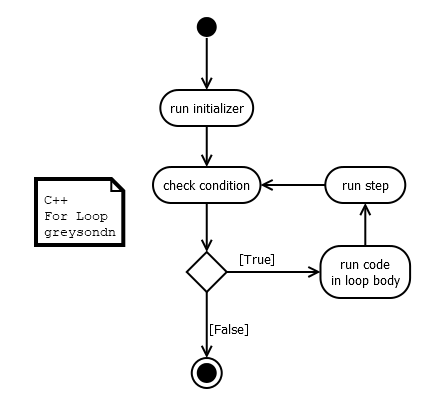 run initializer
check condition
run step
C++
For Loop
greysondn
[True]
run code
in loop body
[False]